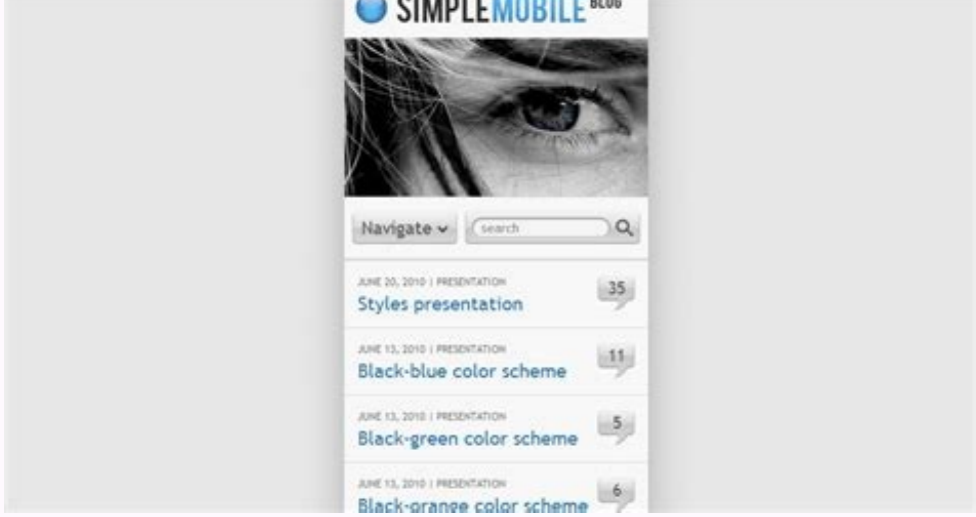 SIMPLEMOBILE BLOG
Navigate
search
JUNE 20, 2010 | PRESENTATION
Styles presentation
35
JUNE 13, 2010 | PRESENTATION
Black-blue color scheme
11
JUNE 13, 2010 | PRESENTATION
Black-green color scheme
5
JUNE 13, 2010 | PRESENTATION
Black-orange color scheme
6